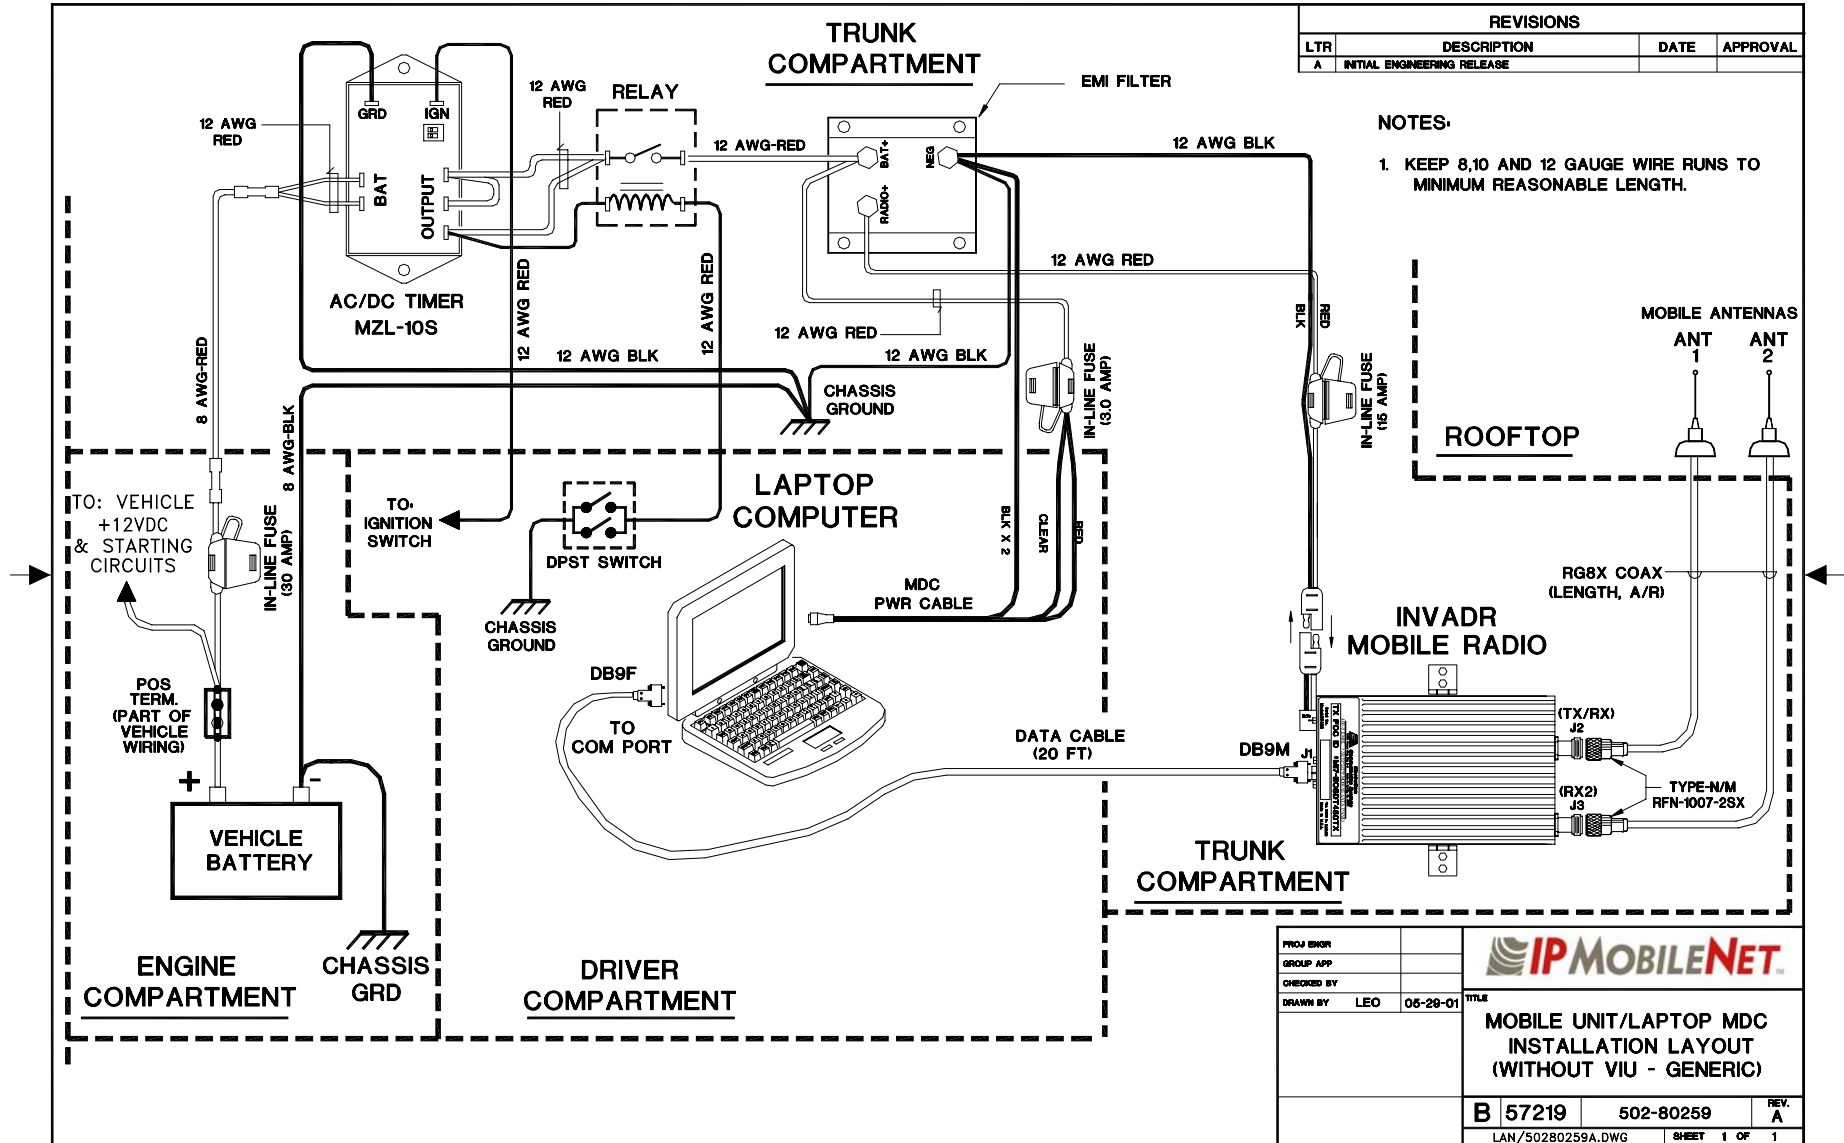 REVISIONS
LTR DESCRIPTION DATE APPROVAL
A INITIAL ENGINEERING RELEASE
NOTES:
1. KEEP 8,10 AND 12 GAUGE WIRE RUNS TO
MINIMUM REASONABLE LENGTH.
TRUNK
COMPARTMENT
EMI FILTER
RELAY
12 AWG
RED
12 AWG
RED
GRD
IGN
BAT
OUTPUT
AC/DC TIMER
MZL-10S
12 AWG-RED
BAT+
NEG
RADIO+
12 AWG BLK
12 AWG RED
12 AWG RED
12 AWG RED
12 AWG RED
12 AWG BLK
12 AWG BLK
BLK
RED
CHASSIS
GROUND
IN-LINE FUSE
(3.0 AMP)
IN-LINE FUSE
(15 AMP)
MOBILE ANTENNAS
ANT
1
ANT
2
ROOFTOP
8 AWG-RED
8 AWG-BLK
TO: VEHICLE
+12VDC
& STARTING
CIRCUITS
IN-LINE FUSE
(30 AMP)
TO:
IGNITION
SWITCH
DPST SWITCH
CHASSIS
GROUND
LAPTOP
COMPUTER
BLK X 2
CLEAR
RED
MDC
PWR CABLE
RG8X COAX
(LENGTH, A/R)
INVADR
MOBILE RADIO
POS
TERM.
(PART OF
VEHICLE
WIRING)
+
-
VEHICLE
BATTERY
DB9F
TO
COM PORT
DATA CABLE
(20 FT)
DB9M
J1
TX FCC ID
(TX/RX)
J2
(RX2)
J3
TYPE-N/M
RFN-1007-2SX
TRUNK
COMPARTMENT
ENGINE
COMPARTMENT
CHASSIS
GRD
DRIVER
COMPARTMENT
PROJ ENGR
GROUP APP
CHECKED BY
DRAWN BY LEO 05-29-01
IPMOBILENET
TITLE
MOBILE UNIT/LAPTOP MDC
INSTALLATION LAYOUT
(WITHOUT VIU - GENERIC)
B 57219 502-80259 REV. A
LAN/50280259A.DWG SHEET 1 OF 1